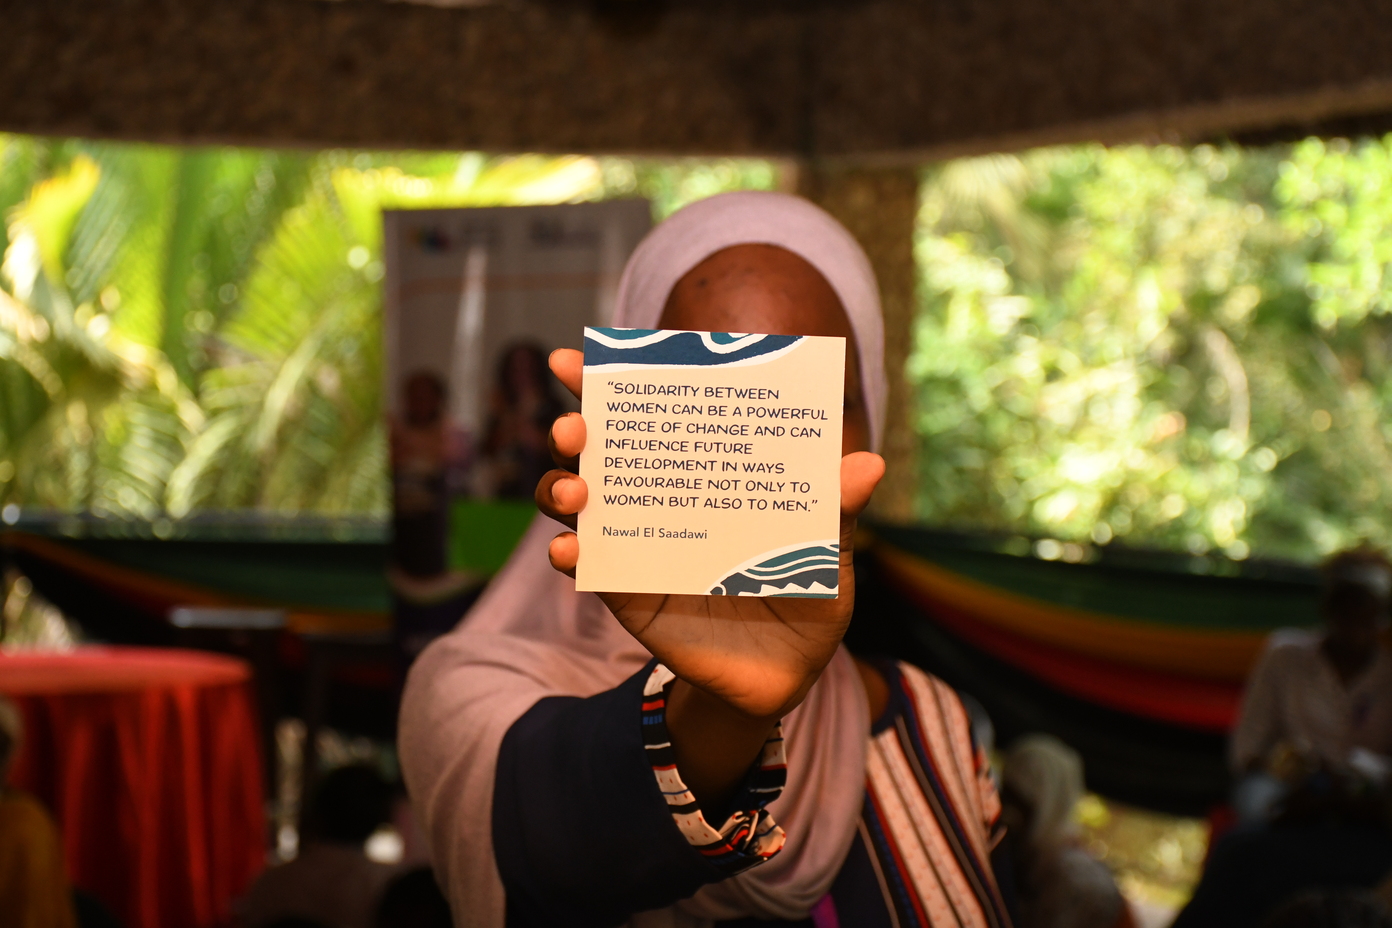 “SOLIDARITY BETWEEN
WOMEN CAN BE A POWERFUL
FORCE OF CHANGE AND CAN
INFLUENCE FUTURE
DEVELOPMENT IN WAYS
FAVOURABLE NOT ONLY TO
WOMEN BUT ALSO TO MEN.”
Nawal El Saadawi